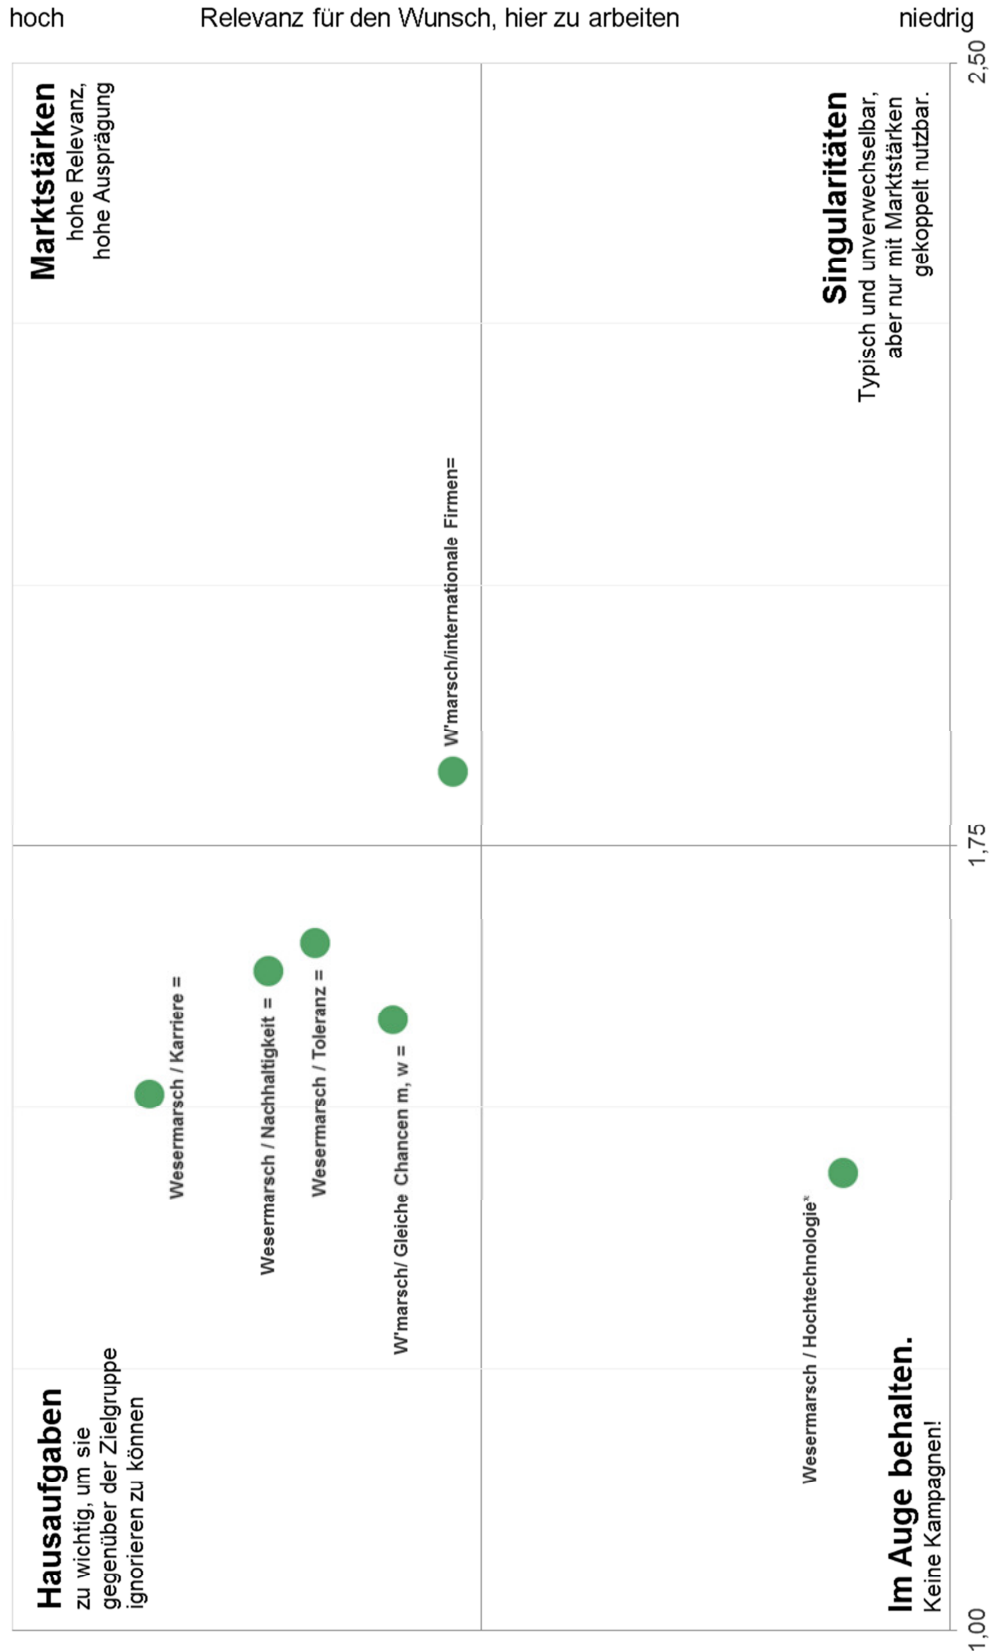 hoch
Relevanz für den Wunsch, hier zu arbeiten
niedrig
Hausaufgaben
zu wichtig, um sie
gegenüber der Zielgruppe
ignorieren zu können
Marktstärken
hohe Relevanz,
hohe Ausprägung
Wesermarsch / Karriere =
Wesermarsch / Nachhaltigkeit =
Wesermarsch / Toleranz =
W'marsch/ Gleiche Chancen m, w =
W'marsch/internationale Firmen=
Wesermarsch / Hochtechnologie*
Im Auge behalten.
Keine Kampagnen!
Singularitäten
Typisch und unverwechselbar,
aber nur mit Marktstärken
gekoppelt nutzbar.
1,00
1,75
2,50